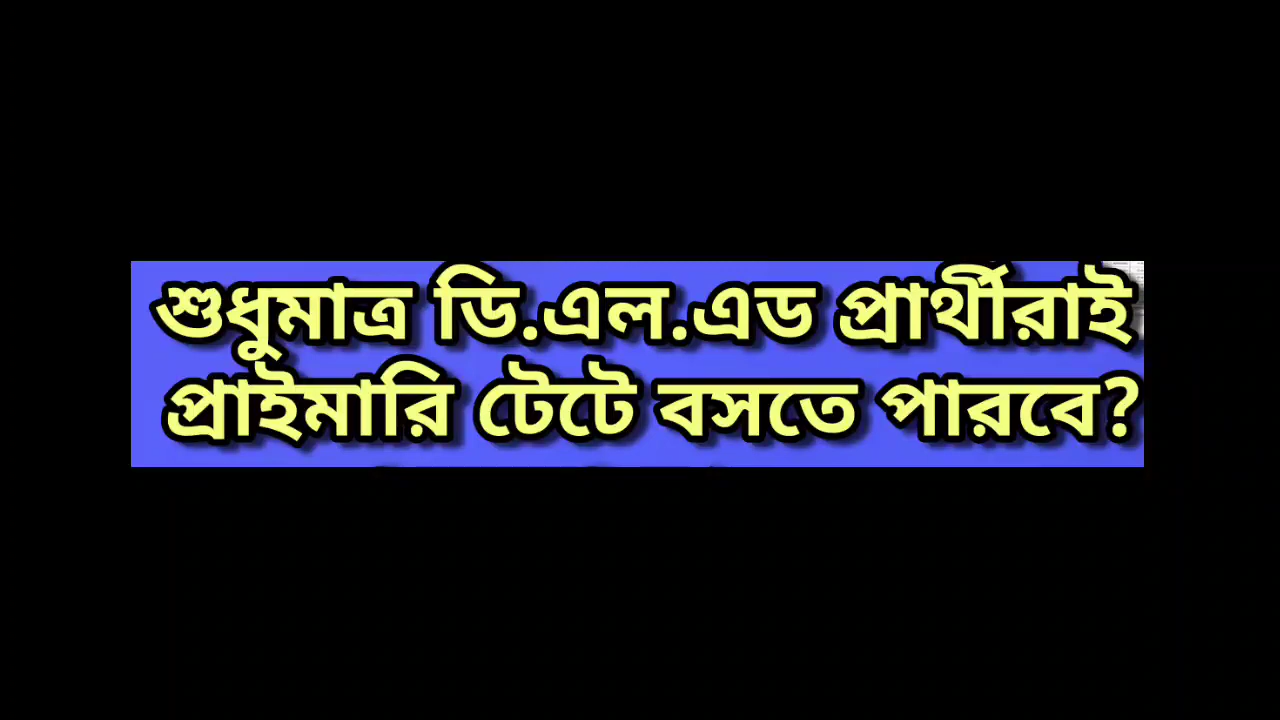 শুধুমাত্র ডি.এল.এড প্রার্থীরাই
প্রাইমারি টেটে বসতে পারবে?